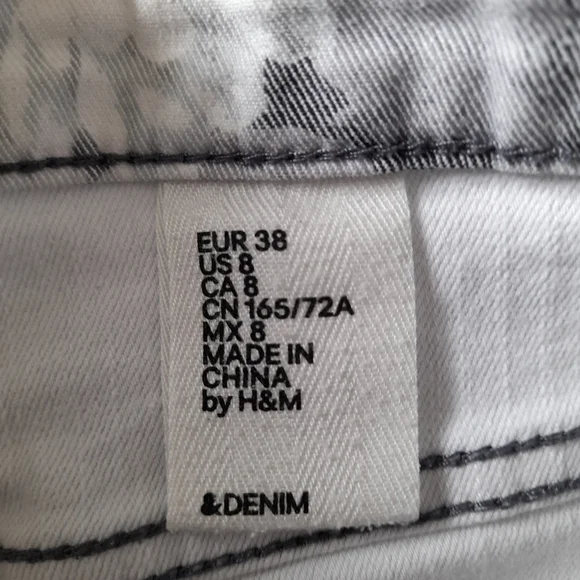 EUR 38
US 8
CA 8
CN 165/72A
MX 8
MADE IN
CHINA
by H&M
&DENIM